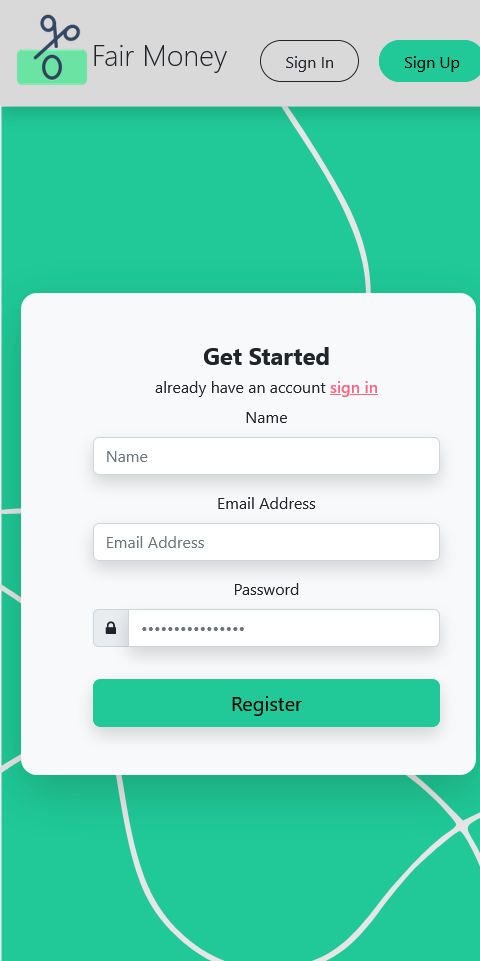 Fair Money
Sign In
Sign Up
Get Started
already have an account sign in
Name
Name
Email Address
Email Address
Password
••••••••••••••••
Register